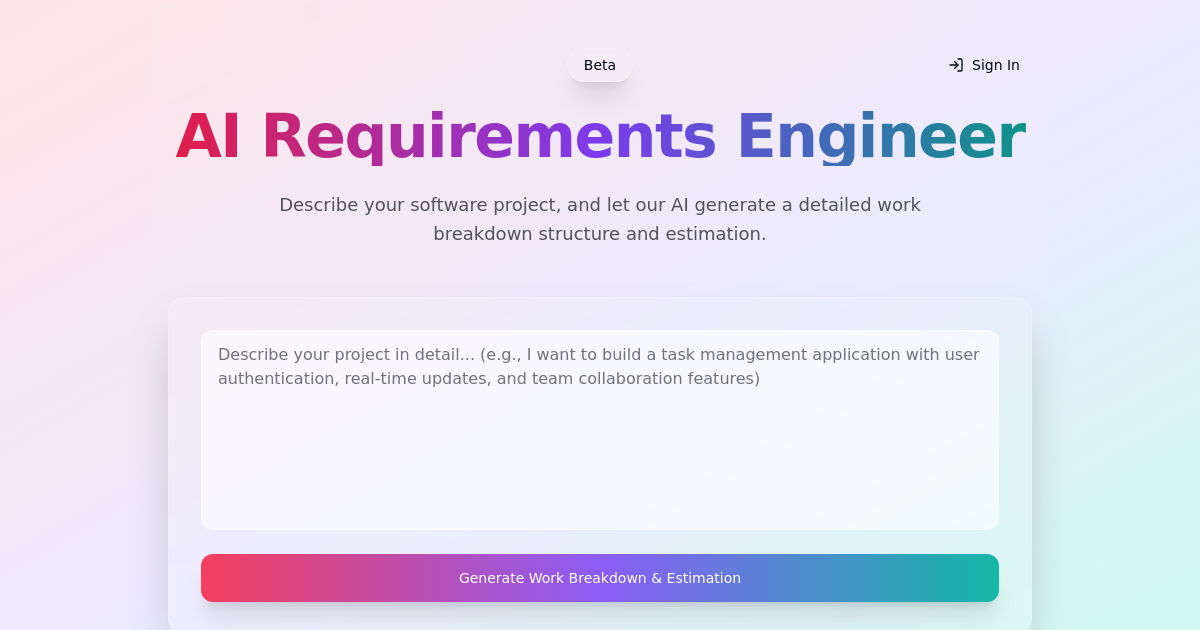 Beta
Sign In
AI Requirements Engineer
Describe your software project, and let our AI generate a detailed work
breakdown structure and estimation.
Describe your project in detail... (e.g., I want to build a task management application with user
authentication, real-time updates, and team collaboration features)
Generate Work Breakdown & Estimation